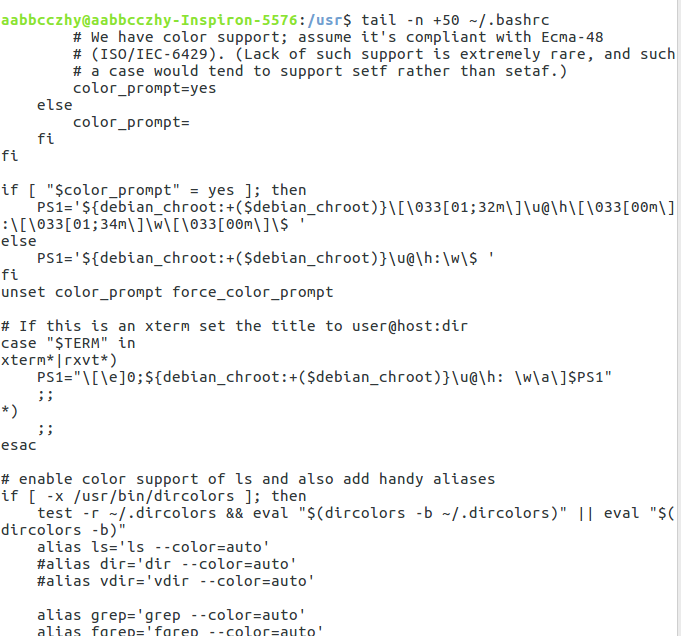 aabbcczhy@aabbcczhy-Inspiron-5576:/usr$ tail -n +50 ~/.bashrc
        # We have color support; assume it's compliant with Ecma-48
        # (ISO/IEC-6429). (Lack of such support is extremely rare, and such
        # a case would tend to support setf rather than setaf.)
        color_prompt=yes
    else
        color_prompt=
    fi
fi

if [ "$color_prompt" = yes ]; then
    PS1='${debian_chroot:+($debian_chroot)}\[\033[01;32m\]\u@\h\[\033[00m\]
:\[\033[01;34m\]\w\[\033[00m\]\$ '
else
    PS1='${debian_chroot:+($debian_chroot)}\u@\h:\w\$ '
fi
unset color_prompt force_color_prompt

# If this is an xterm set the title to user@host:dir
case "$TERM" in
xterm*|rxvt*)
    PS1="\[\e]0;${debian_chroot:+($debian_chroot)}\u@\h: \w\a\]$PS1"
    ;;
*)
    ;;
esac

# enable color support of ls and also add handy aliases
if [ -x /usr/bin/dircolors ]; then
    test -r ~/.dircolors && eval "$(dircolors -b ~/.dircolors)" || eval "$(
dircolors -b)"
    alias ls='ls --color=auto'
    #alias dir='dir --color=auto'
    #alias vdir='vdir --color=auto'

    alias grep='grep --color=auto'
    alias fgrep='fgrep --color=auto'